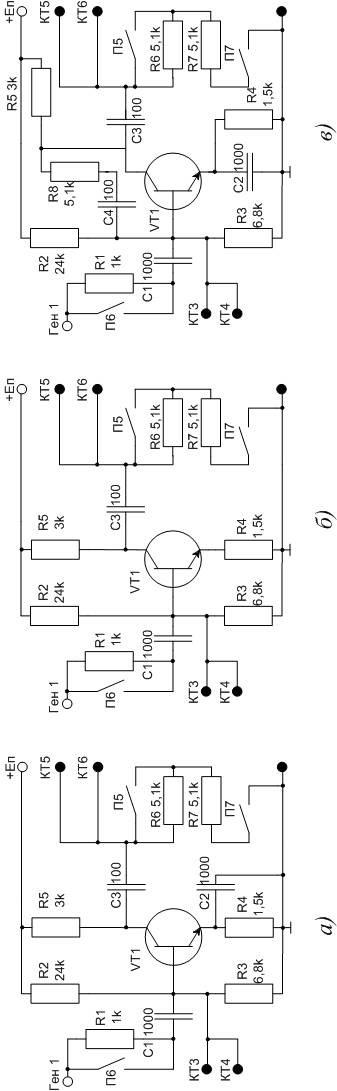 Ген 1
R1
1k
П6
C1 1000
КТ3
КТ4
R2
24k
R3
6,8k
R5
3k
VT1
R4
1,5k
C3 100
C2 1000
+Еп
КТ5
КТ6
П5
R6 5,1k
R7 5,1k
П7
а)
Ген 1
R1
1k
П6
C1 1000
КТ3
КТ4
R2
24k
R3
6,8k
R5
3k
VT1
R4
1,5k
C3 100
+Еп
КТ5
КТ6
П5
R6 5,1k
R7 5,1k
П7
б)
Ген 1
R1
1k
П6
C1 1000
КТ3
КТ4
R2
24k
R3
6,8k
R5 3k
R8
5,1k
C4 100
VT1
C3 100
C2 1000
R4
1,5k
+Еп
КТ5
КТ6
П5
R6 5,1k
R7 5,1k
П7
в)